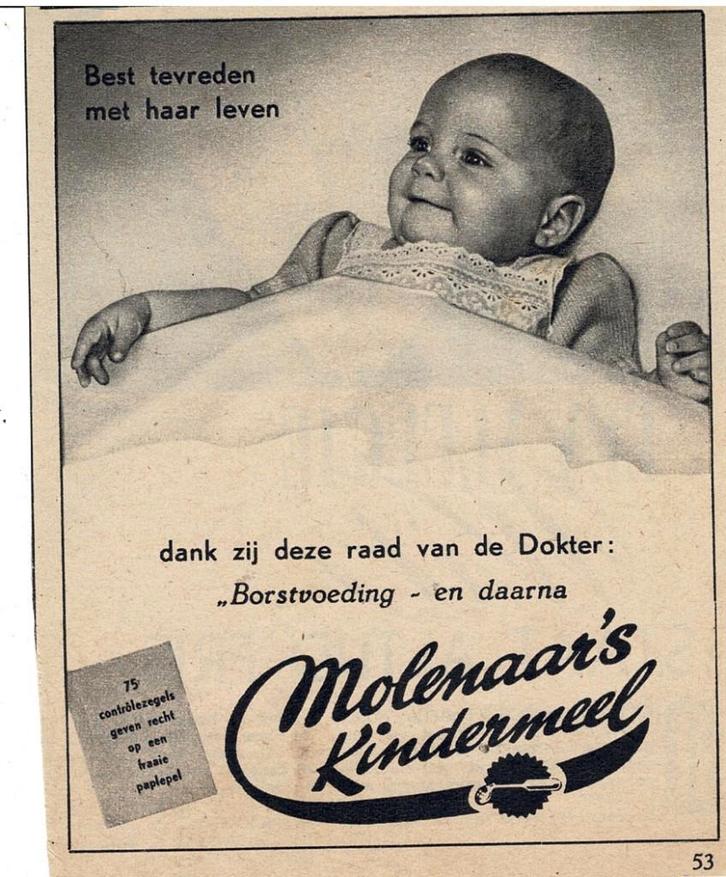 Best tevreden
met haar leven
dank zij deze raad van de Dokter:
„Borstvoeding - en daarna
Molenaar's
Kindermeel
75
contrôlezegels
geven recht
op een
fraaie
paplepel
53